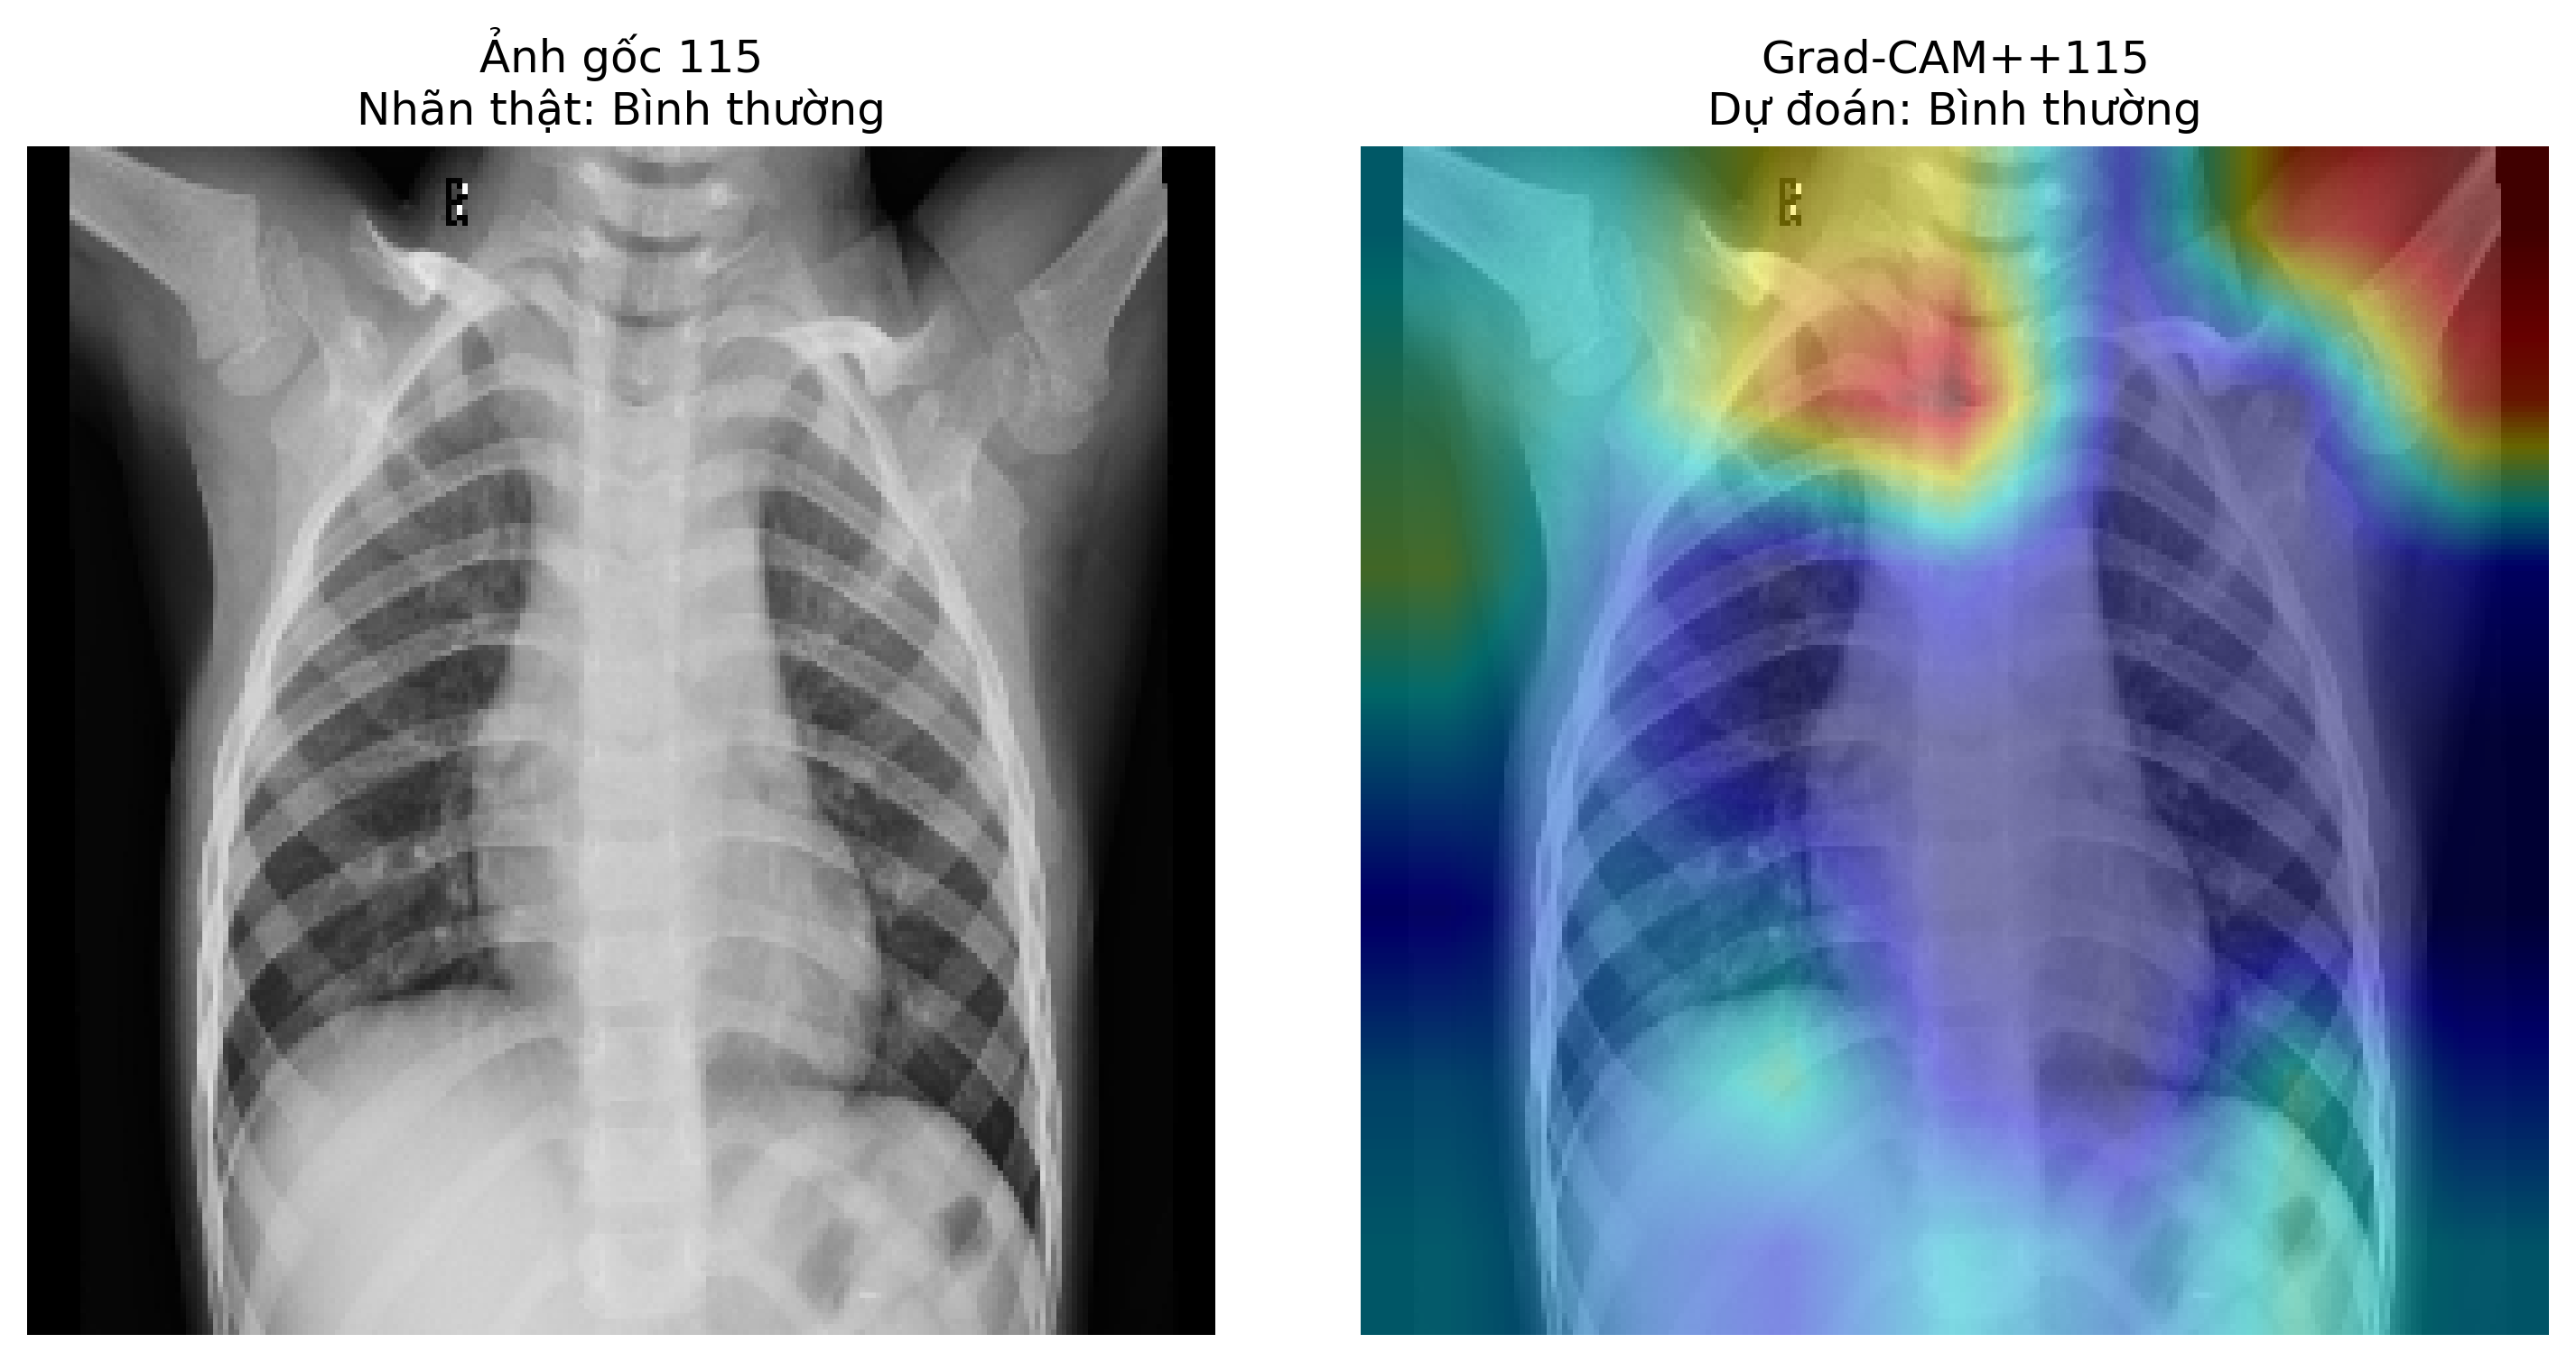 Ảnh gốc 115
Nhãn thật: Bình thường
Grad-CAM++115
Dự đoán: Bình thường